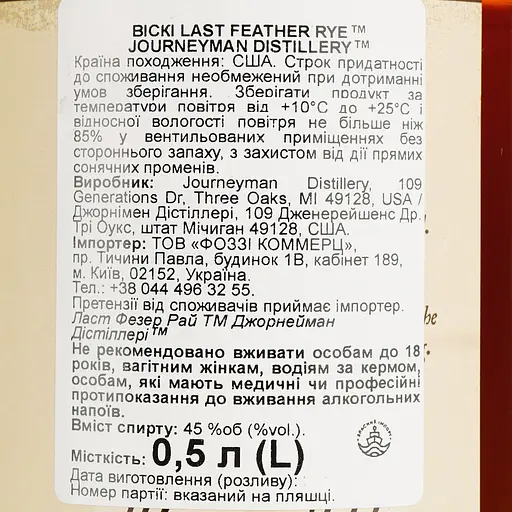 ВІСКІ LAST FEATHER RYE™
JOURNEYMAN DISTILLERY™
Країна походження: США. Строк придатності
до споживання необмежений при дотриманні
умов зберігання. Зберігати продукт за
температури повітря від +10°C до +25°C і
відносної вологості повітря не більше ніж
85% у вентильованих приміщеннях без
стороннього запаху, з захистом від дії прямих
сонячних променів.
Виробник: Journeyman Distillery, 109
Generations Dr, Three Oaks, MI 49128, USA /
Джорнімен Дістіллері, 109 Дженерейшенс Др,
Трі Оукс, штат Мічиган 49128, США.
Імпортер: ТОВ «ФОЗЗІ КОММЕРЦ»,
пр. Тичини Павла, будинок 1В, кабінет 189,
м. Київ, 02152, Україна.
Тел.: +38 044 496 32 55.
Претензії від споживачів приймає імпортер.
Ласт Фезер Рай ТМ Джорнейман
Дістіллері™
Не рекомендовано вживати особам до 18
років, вагітним жінкам, водіям за кермом,
особам, які мають медичні чи професійні
протипоказання до вживання алкогольних
напоїв.
Вміст спирту: 45 %об (%vol.).
Місткість: 0,5 л (L)
Дата виготовлення (розливу):
Номер партії: вказаний на пляшці.
he